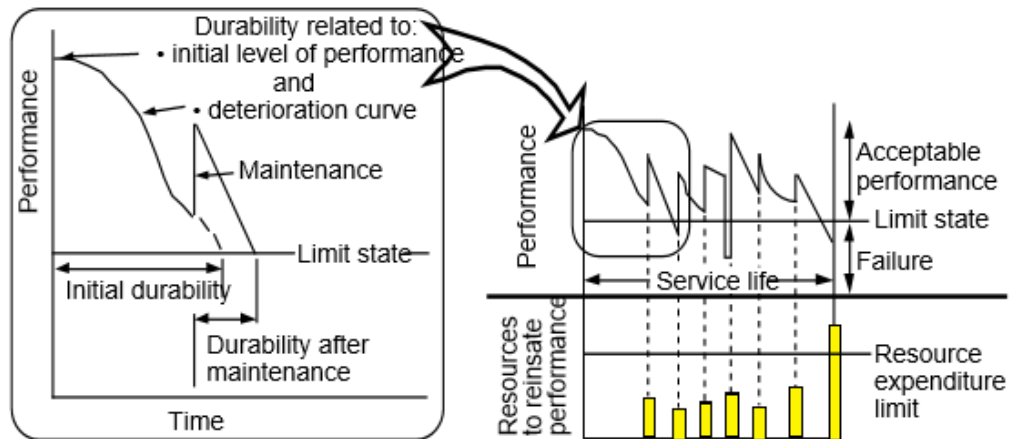 Durability related to:
• initial level of performance
and
• deterioration curve
Performance
Maintenance
Limit state
Initial durability
Durability after
maintenance
Time
Performance
Acceptable
performance
Limit state
Failure
Service life
Resources
to reinsate
performance
Resource
expenditure
limit